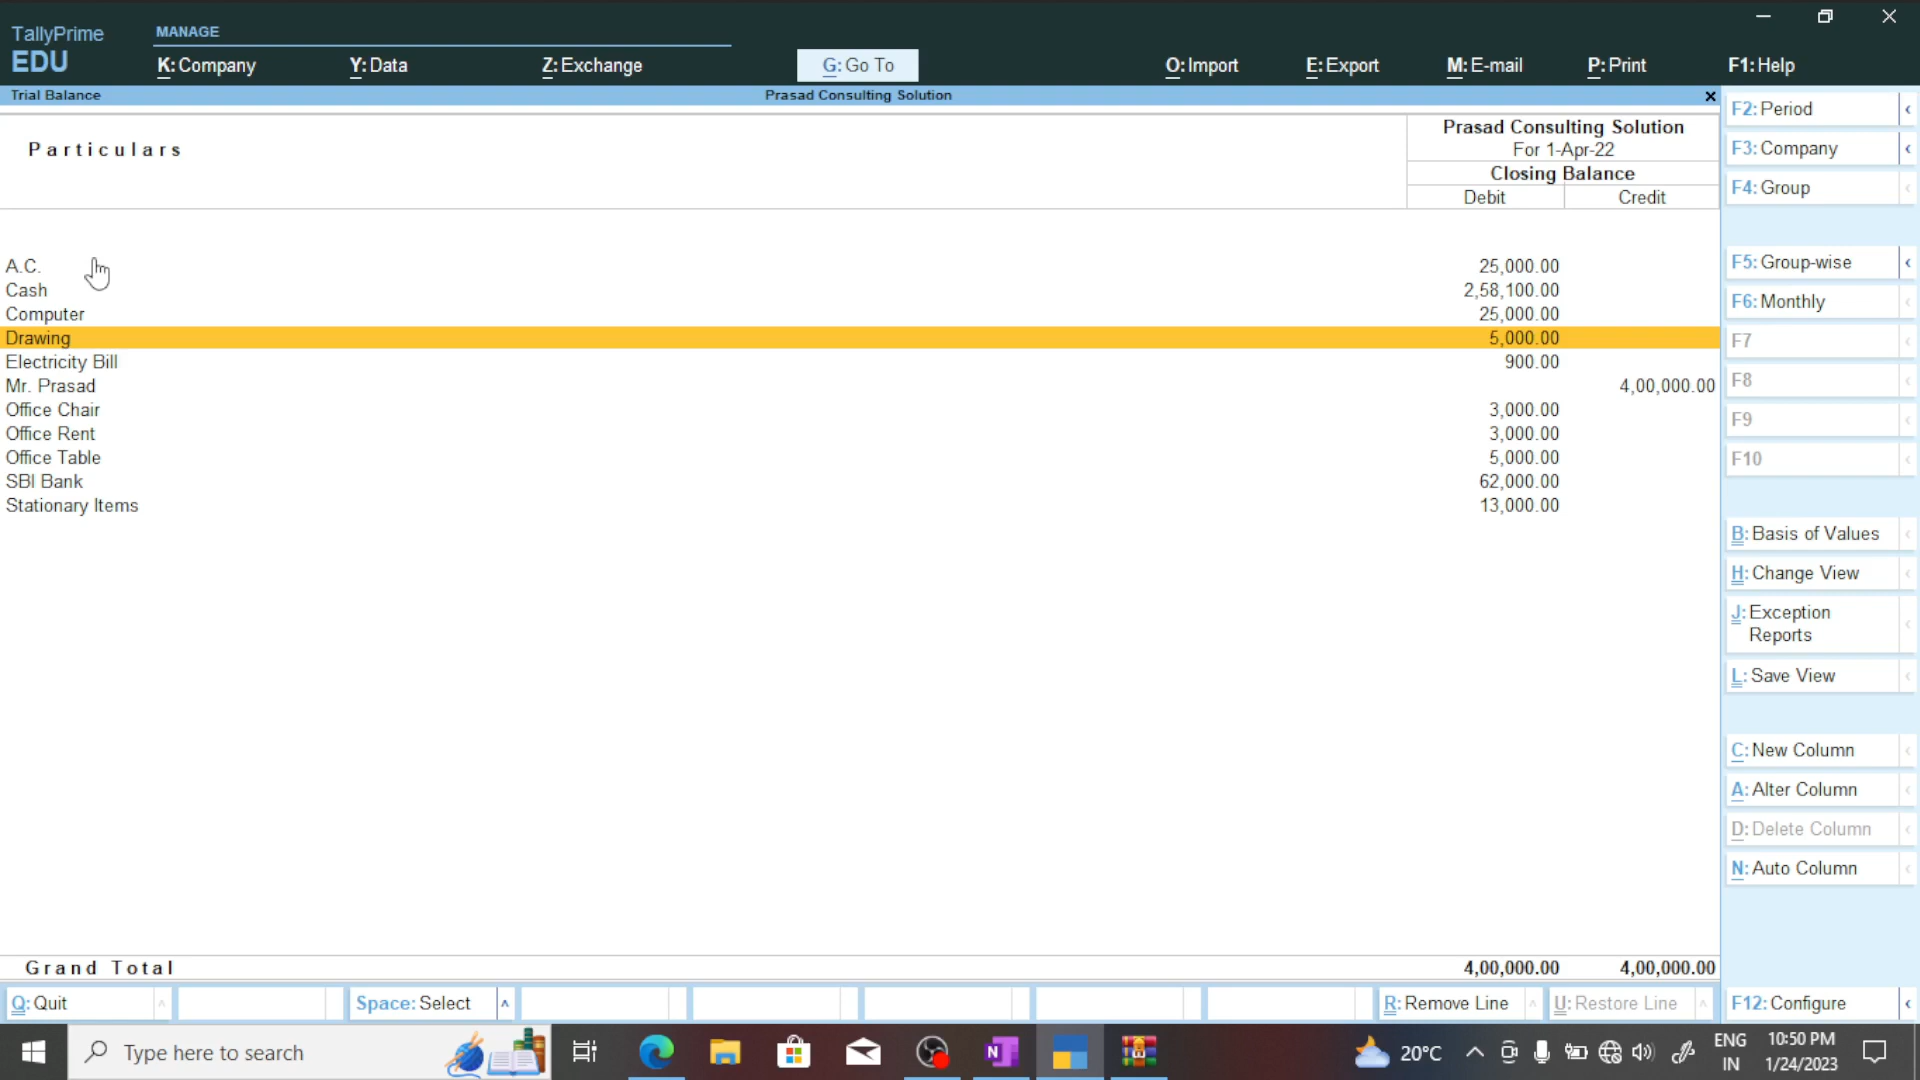 TallyPrime
EDU
MANAGE
K: Company
Y: Data
Z: Exchange
G: Go To
O: Import
E: Export
M: E-mail
P: Print
F1: Help
Trial Balance
Prasad Consulting Solution
Particulars
Prasad Consulting Solution
For 1-Apr-22
Closing Balance
Debit Credit
A.C. 25,000.00
Cash 2,58,100.00
Computer 25,000.00
Drawing 5,000.00
Electricity Bill 900.00
Mr. Prasad 4,00,000.00
Office Chair 3,000.00
Office Rent 3,000.00
Office Table 5,000.00
SBI Bank 62,000.00
Stationary Items 13,000.00
Grand Total 4,00,000.00 4,00,000.00
F2: Period
F3: Company
F4: Group
F5: Group-wise
F6: Monthly
F7
F8
F9
F10
B: Basis of Values
H: Change View
J: Exception
Reports
L: Save View
C: New Column
A: Alter Column
D: Delete Column
N: Auto Column
Q: Quit
Space: Select
R: Remove Line
U: Restore Line
F12: Configure
Type here to search
20°C
ENG
IN
10:50 PM
1/24/2023